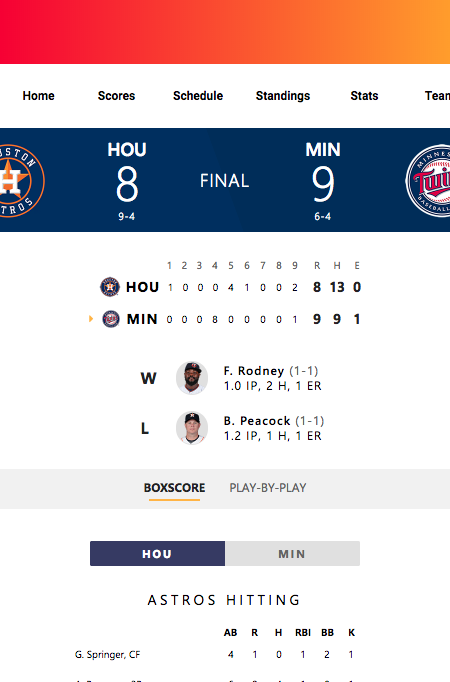 Home Scores Schedule Standings Stats Team
HOU MIN
8 FINAL 9
9-4 6-4
1 2 3 4 5 6 7 8 9 R H E
HOU 1 0 0 0 4 1 0 0 2 8 13 0
MIN 0 0 0 8 0 0 0 0 1 9 9 1
W F. Rodney (1-1)
1.0 IP, 2 H, 1 ER
L B. Peacock (1-1)
1.2 IP, 1 H, 1 ER
BOXSCORE PLAY-BY-PLAY
HOU MIN
ASTROS HITTING
AB R H RBI BB K
G. Springer, CF 4 1 0 1 2 1